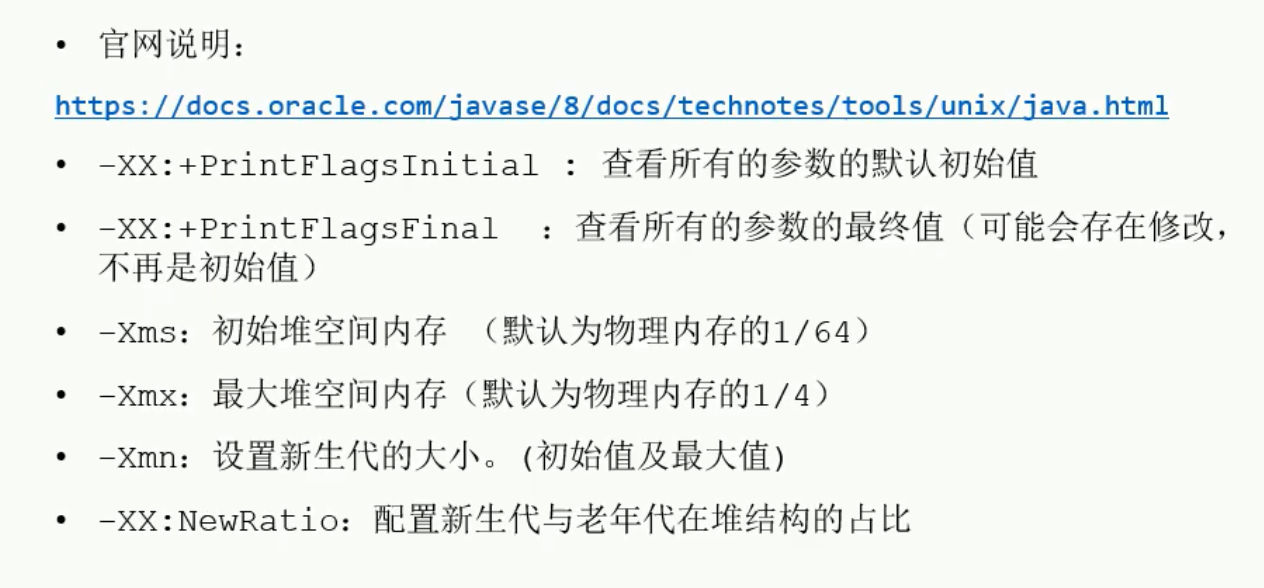 • 官网说明：
https://docs.oracle.com/javase/8/docs/technotes/tools/unix/java.html
• -XX:+PrintFlagsInitial : 查看所有的参数的默认初始值
• -XX:+PrintFlagsFinal ：查看所有的参数的最终值（可能会存在修改，
不再是初始值）
• -Xms：初始堆空间内存 （默认为物理内存的1/64）
• -Xmx：最大堆空间内存（默认为物理内存的1/4）
• -Xmn：设置新生代的大小。(初始值及最大值)
• -XX:NewRatio：配置新生代与老年代在堆结构的占比